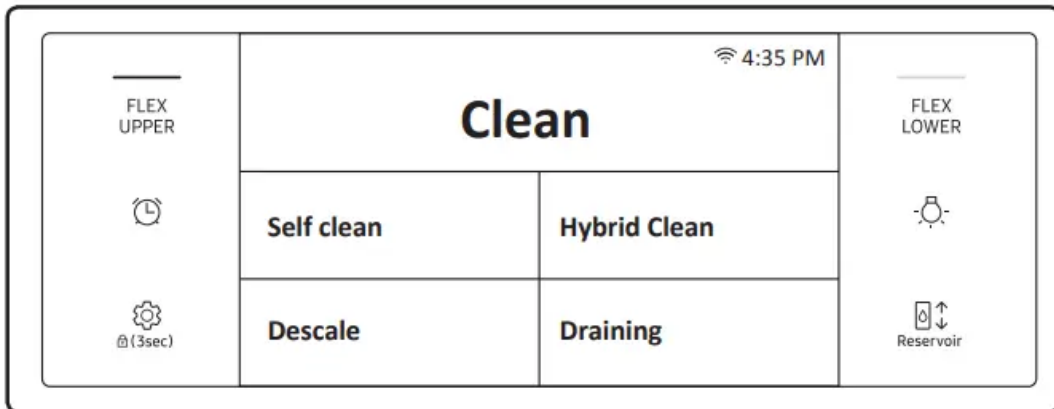 FLEX
UPPER
(3sec)
4:35 PM
Clean
Self clean
Hybrid Clean
Descale
Draining
FLEX
LOWER
Reservoir